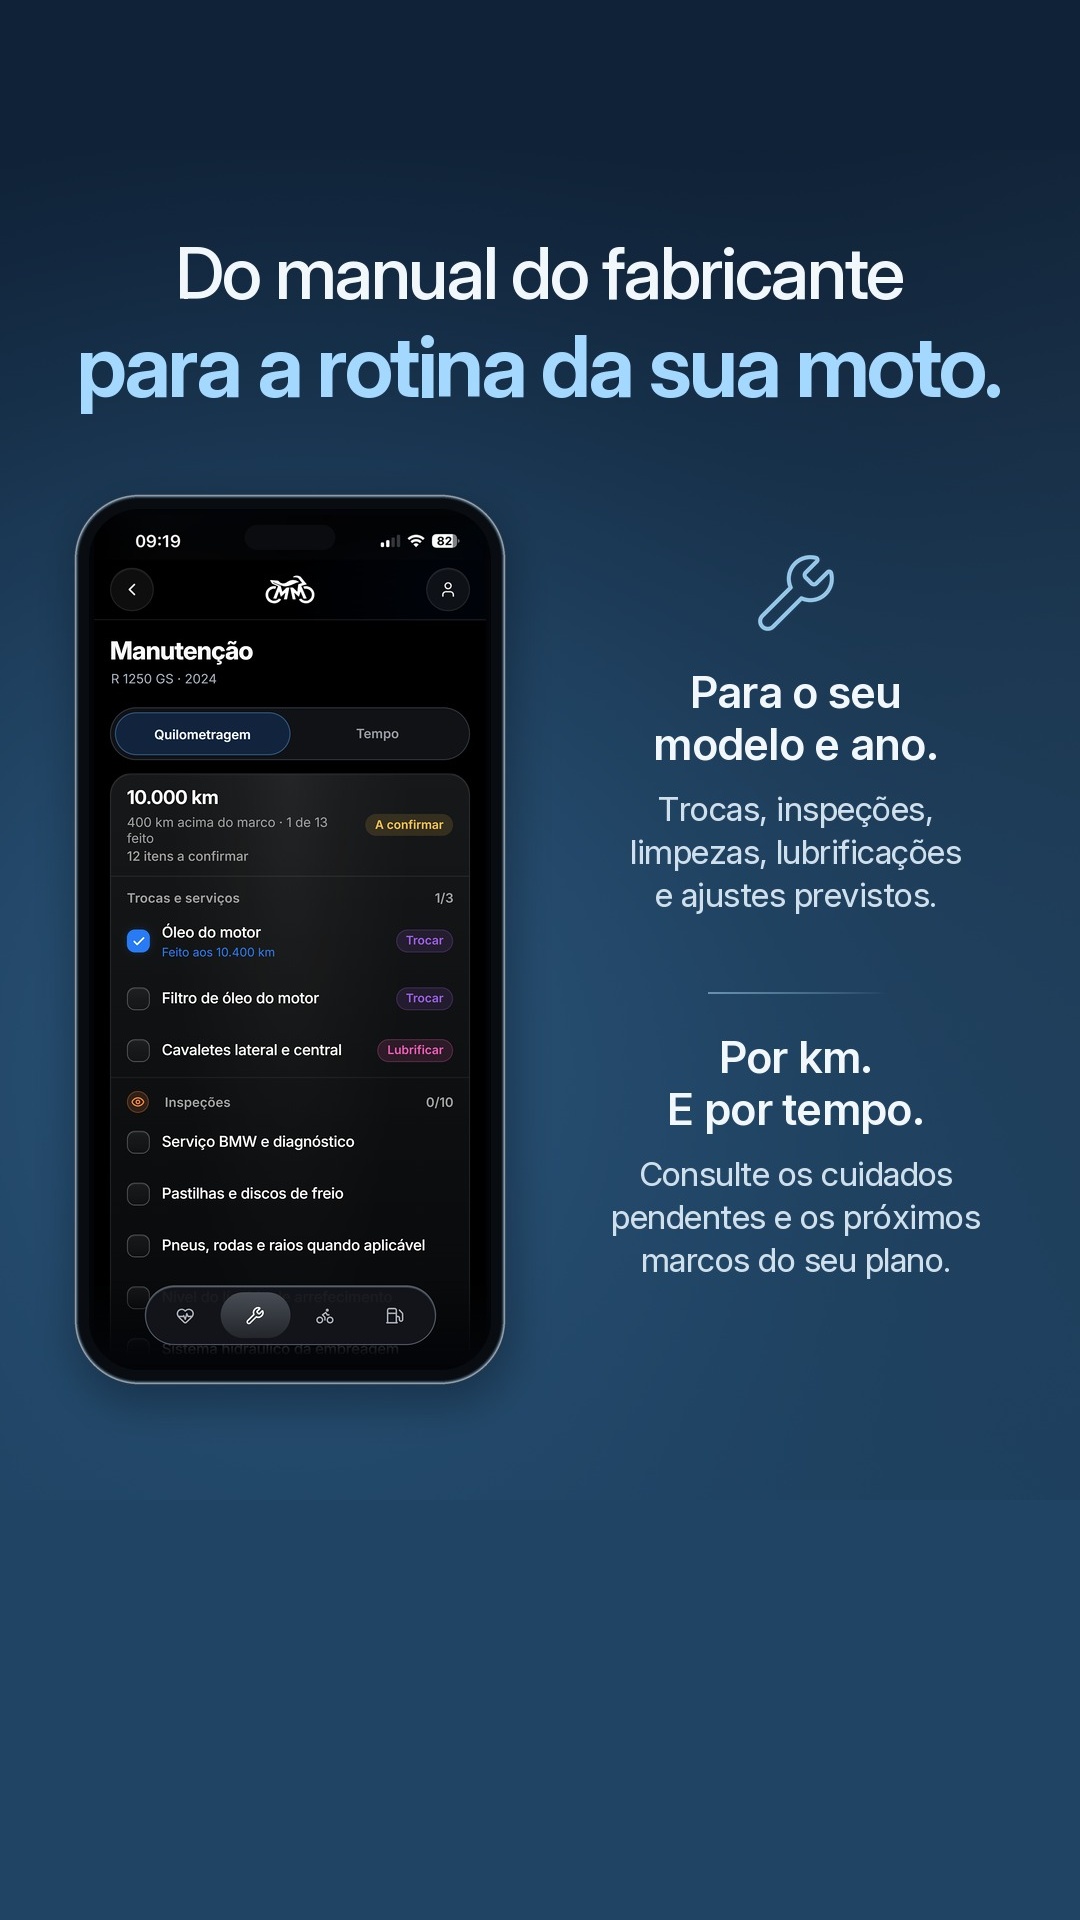 Do manual do fabricante
para a rotina da sua moto.
09:19
82
MM
Manutenção
R 1250 GS · 2024
Quilometragem
Tempo
10.000 km
400 km acima do marco · 1 de 13
feito
12 itens a confirmar
A confirmar
Trocas e serviços
1/3
Óleo do motor
Feito aos 10.400 km
Trocar
Filtro de óleo do motor
Trocar
Cavaletes lateral e central
Lubrificar
Inspeções
0/10
Serviço BMW e diagnóstico
Pastilhas e discos de freio
Pneus, rodas e raios quando aplicável
Sistema hidráulico da embreagem
Para o seu
modelo e ano.
Trocas, inspeções,
limpezas, lubrificações
e ajustes previstos.
Por km.
E por tempo.
Consulte os cuidados
pendentes e os próximos
marcos do seu plano.